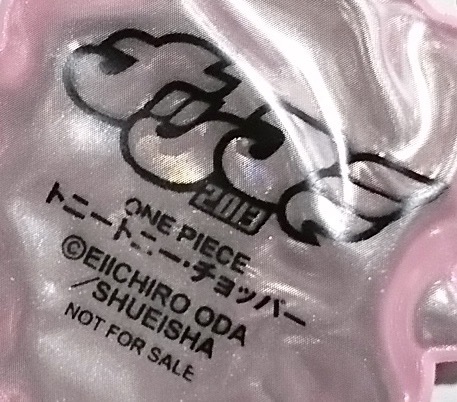 2013
ONE PIECE
トニートニー・チョッパー
©EIICHIRO ODA
／SHUEISHA
NOT FOR SALE